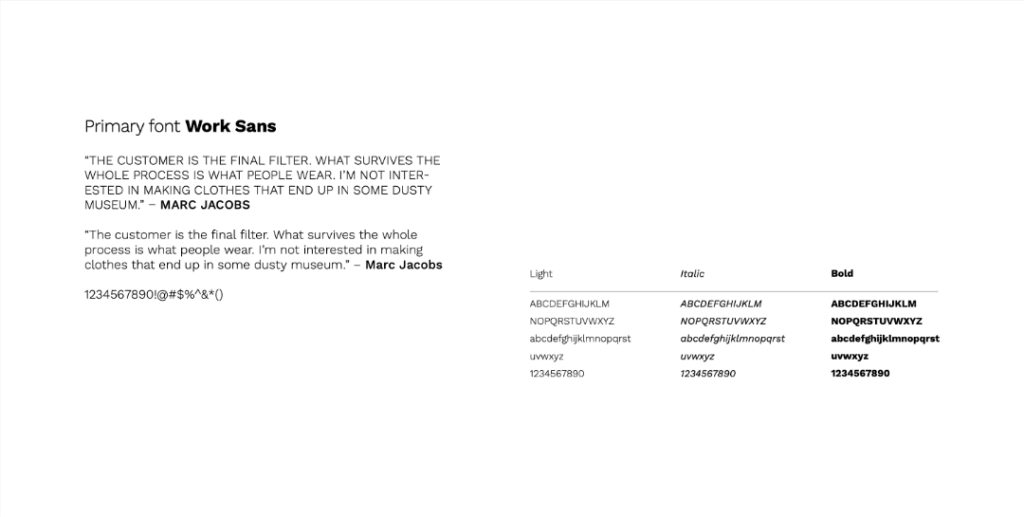 Primary font Work Sans
“THE CUSTOMER IS THE FINAL FILTER. WHAT SURVIVES THE
WHOLE PROCESS IS WHAT PEOPLE WEAR. I’M NOT INTER-
ESTED IN MAKING CLOTHES THAT END UP IN SOME DUSTY
MUSEUM.” – MARC JACOBS
“The customer is the final filter. What survives the whole
process is what people wear. I’m not interested in making
clothes that end up in some dusty museum.” – Marc Jacobs
1234567890!@#$%^&*()
Light Italic Bold
ABCDEFGHIJKLM ABCDEFGHIJKLM ABCDEFGHIJKLM
NOPQRSTUVWXYZ NOPQRSTUVWXYZ NOPQRSTUVWXYZ
abcdefghijklmnopqrst abcdefghijklmnopqrst abcdefghijklmnopqrst
uvwxyz uvwxyz uvwxyz
1234567890 1234567890 1234567890